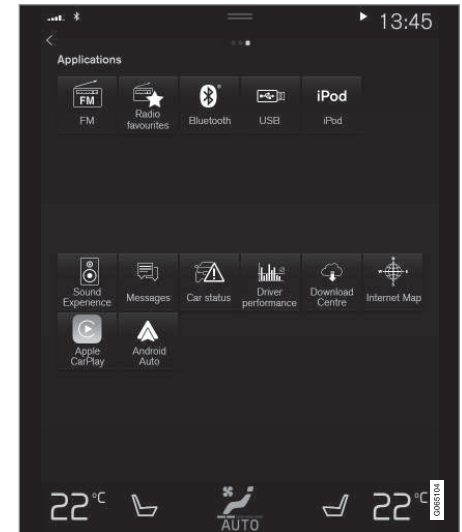 13:45
Applications
FM
FM
Radio
favourites
Bluetooth
USB
iPod
iPod
Sound
Experience
Messages
Car status
Driver
performance
Download
Centre
Internet Map
Apple
CarPlay
Android
Auto
22°C
AUTO
22°C
G065104